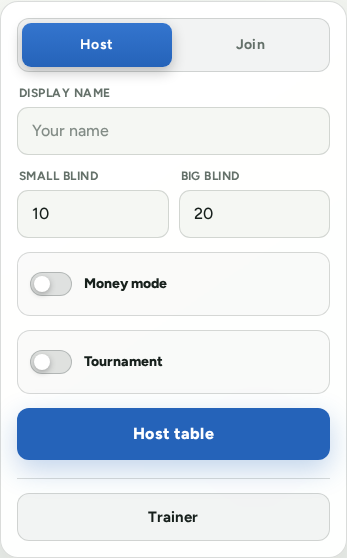 Host Join
DISPLAY NAME
Your name
SMALL BLIND BIG BLIND
10 20
Money mode
Tournament
Host table
Trainer